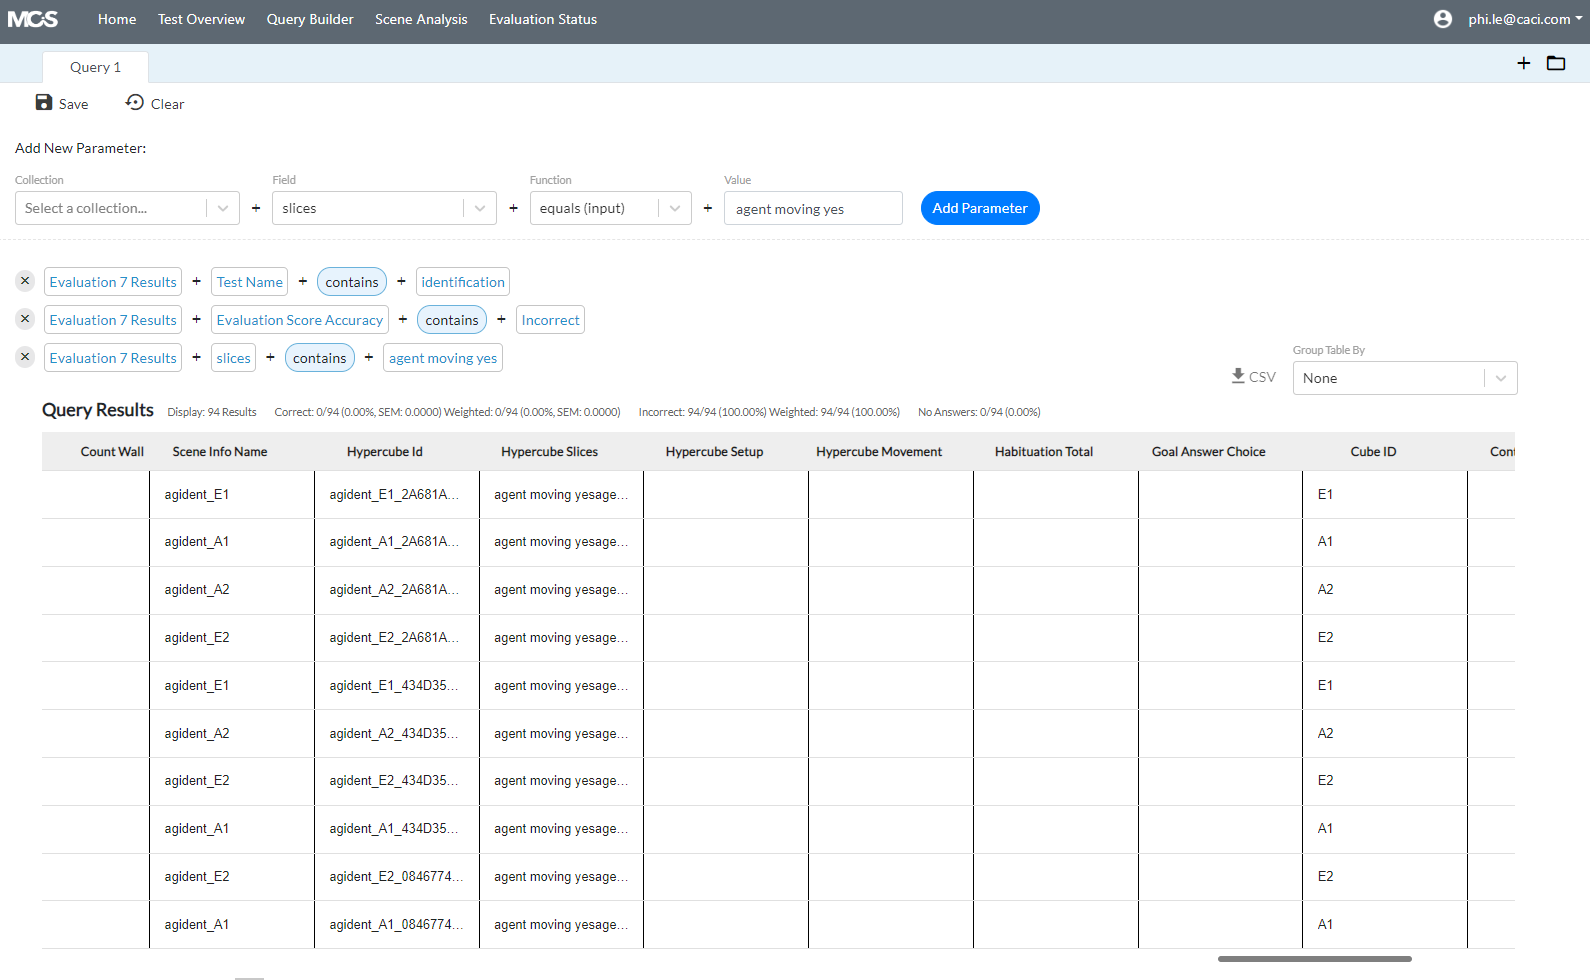 MCS Home Test Overview Query Builder Scene Analysis Evaluation Status phi.le@caci.com
Query 1
Save Clear
Add New Parameter:
Collection Field Function Value
Select a collection... + slices + equals (input) + agent moving yes Add Parameter
Evaluation 7 Results + Test Name + contains + identification
Evaluation 7 Results + Evaluation Score Accuracy + contains + Incorrect
Evaluation 7 Results + slices + contains + agent moving yes
Group Table By
CSV None
Query Results Display: 94 Results Correct: 0/94 (0.00%, SEM: 0.0000) Weighted: 0/94 (0.00%, SEM: 0.0000) Incorrect: 94/94 (100.00%) Weighted: 94/94 (100.00%) No Answers: 0/94 (0.00%)
Count Wall Scene Info Name Hypercube Id Hypercube Slices Hypercube Setup Hypercube Movement Habituation Total Goal Answer Choice Cube ID Cont
agident_E1 agident_E1_2A681A... agent moving yesage... E1
agident_A1 agident_A1_2A681A... agent moving yesage... A1
agident_A2 agident_A2_2A681A... agent moving yesage... A2
agident_E2 agident_E2_2A681A... agent moving yesage... E2
agident_E1 agident_E1_434D35... agent moving yesage... E1
agident_A2 agident_A2_434D35... agent moving yesage... A2
agident_E2 agident_E2_434D35... agent moving yesage... E2
agident_A1 agident_A1_434D35... agent moving yesage... A1
agident_E2 agident_E2_0846774... agent moving yesage... E2
agident_A1 agident_A1_0846774... agent moving yesage... A1